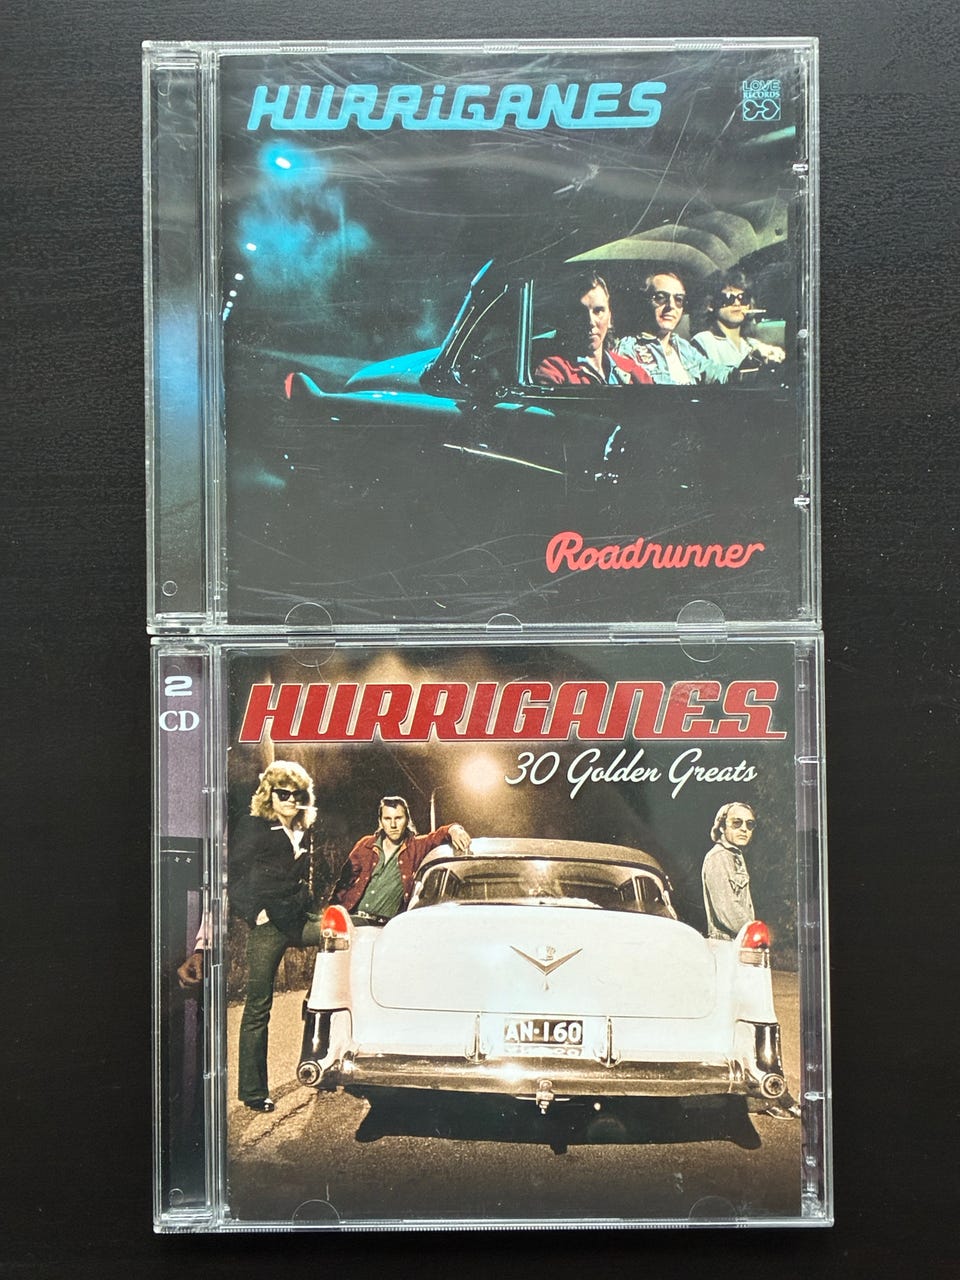 HURRiGANES
LOVE
RECORDS
Roadrunner
2
CD
HURRIGANES
30 Golden Greats
AN-160